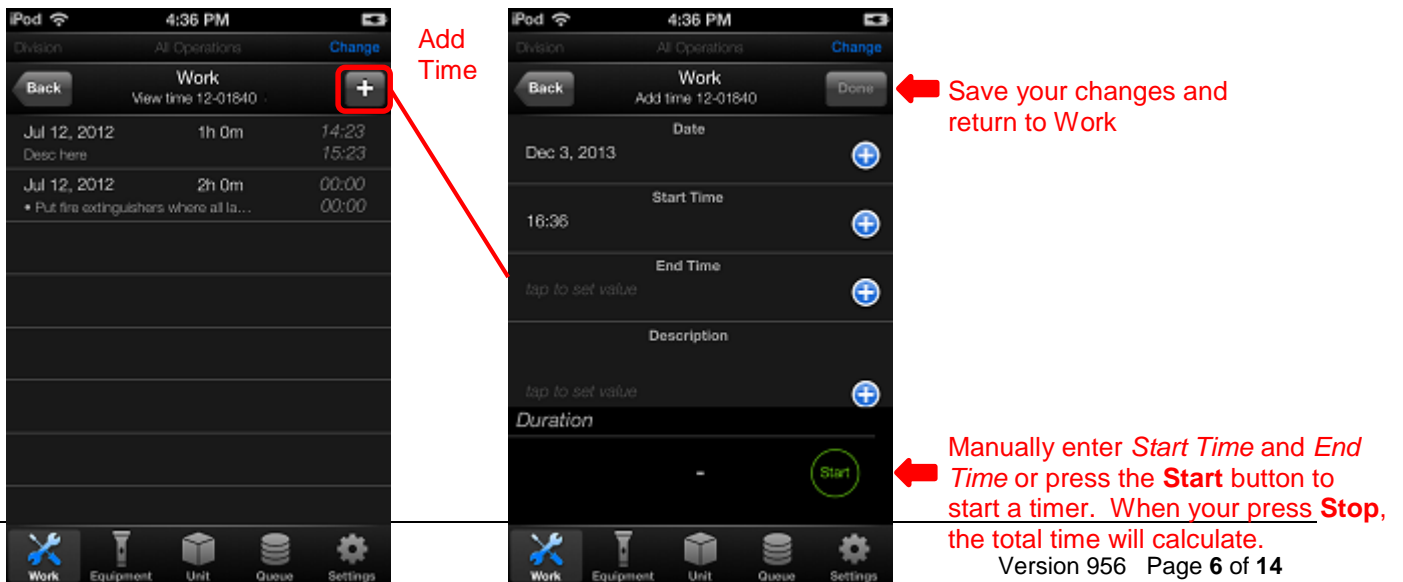 iPod 4:36 PM
Division All Operations Change
Back Work +
View time 12-01840
Jul 12, 2012 1h 0m 14:23
Desc here 15:23
Jul 12, 2012 2h 0m 00:00
• Put fire extinguishers where all la... 00:00
Work Equipment Unit Queue Settings
Add
Time
iPod 4:36 PM
Division All Operations Change
Back Work Done
Add time 12-01840
Date
Dec 3, 2013
Start Time
16:36
End Time
tap to set value
Description
tap to set value
Duration
- Start
Work Equipment Unit Queue Settings
Save your changes and
return to Work
Manually enter Start Time and End
Time or press the Start button to
start a timer.  When your press Stop,
the total time will calculate.
Version 956 Page 6 of 14